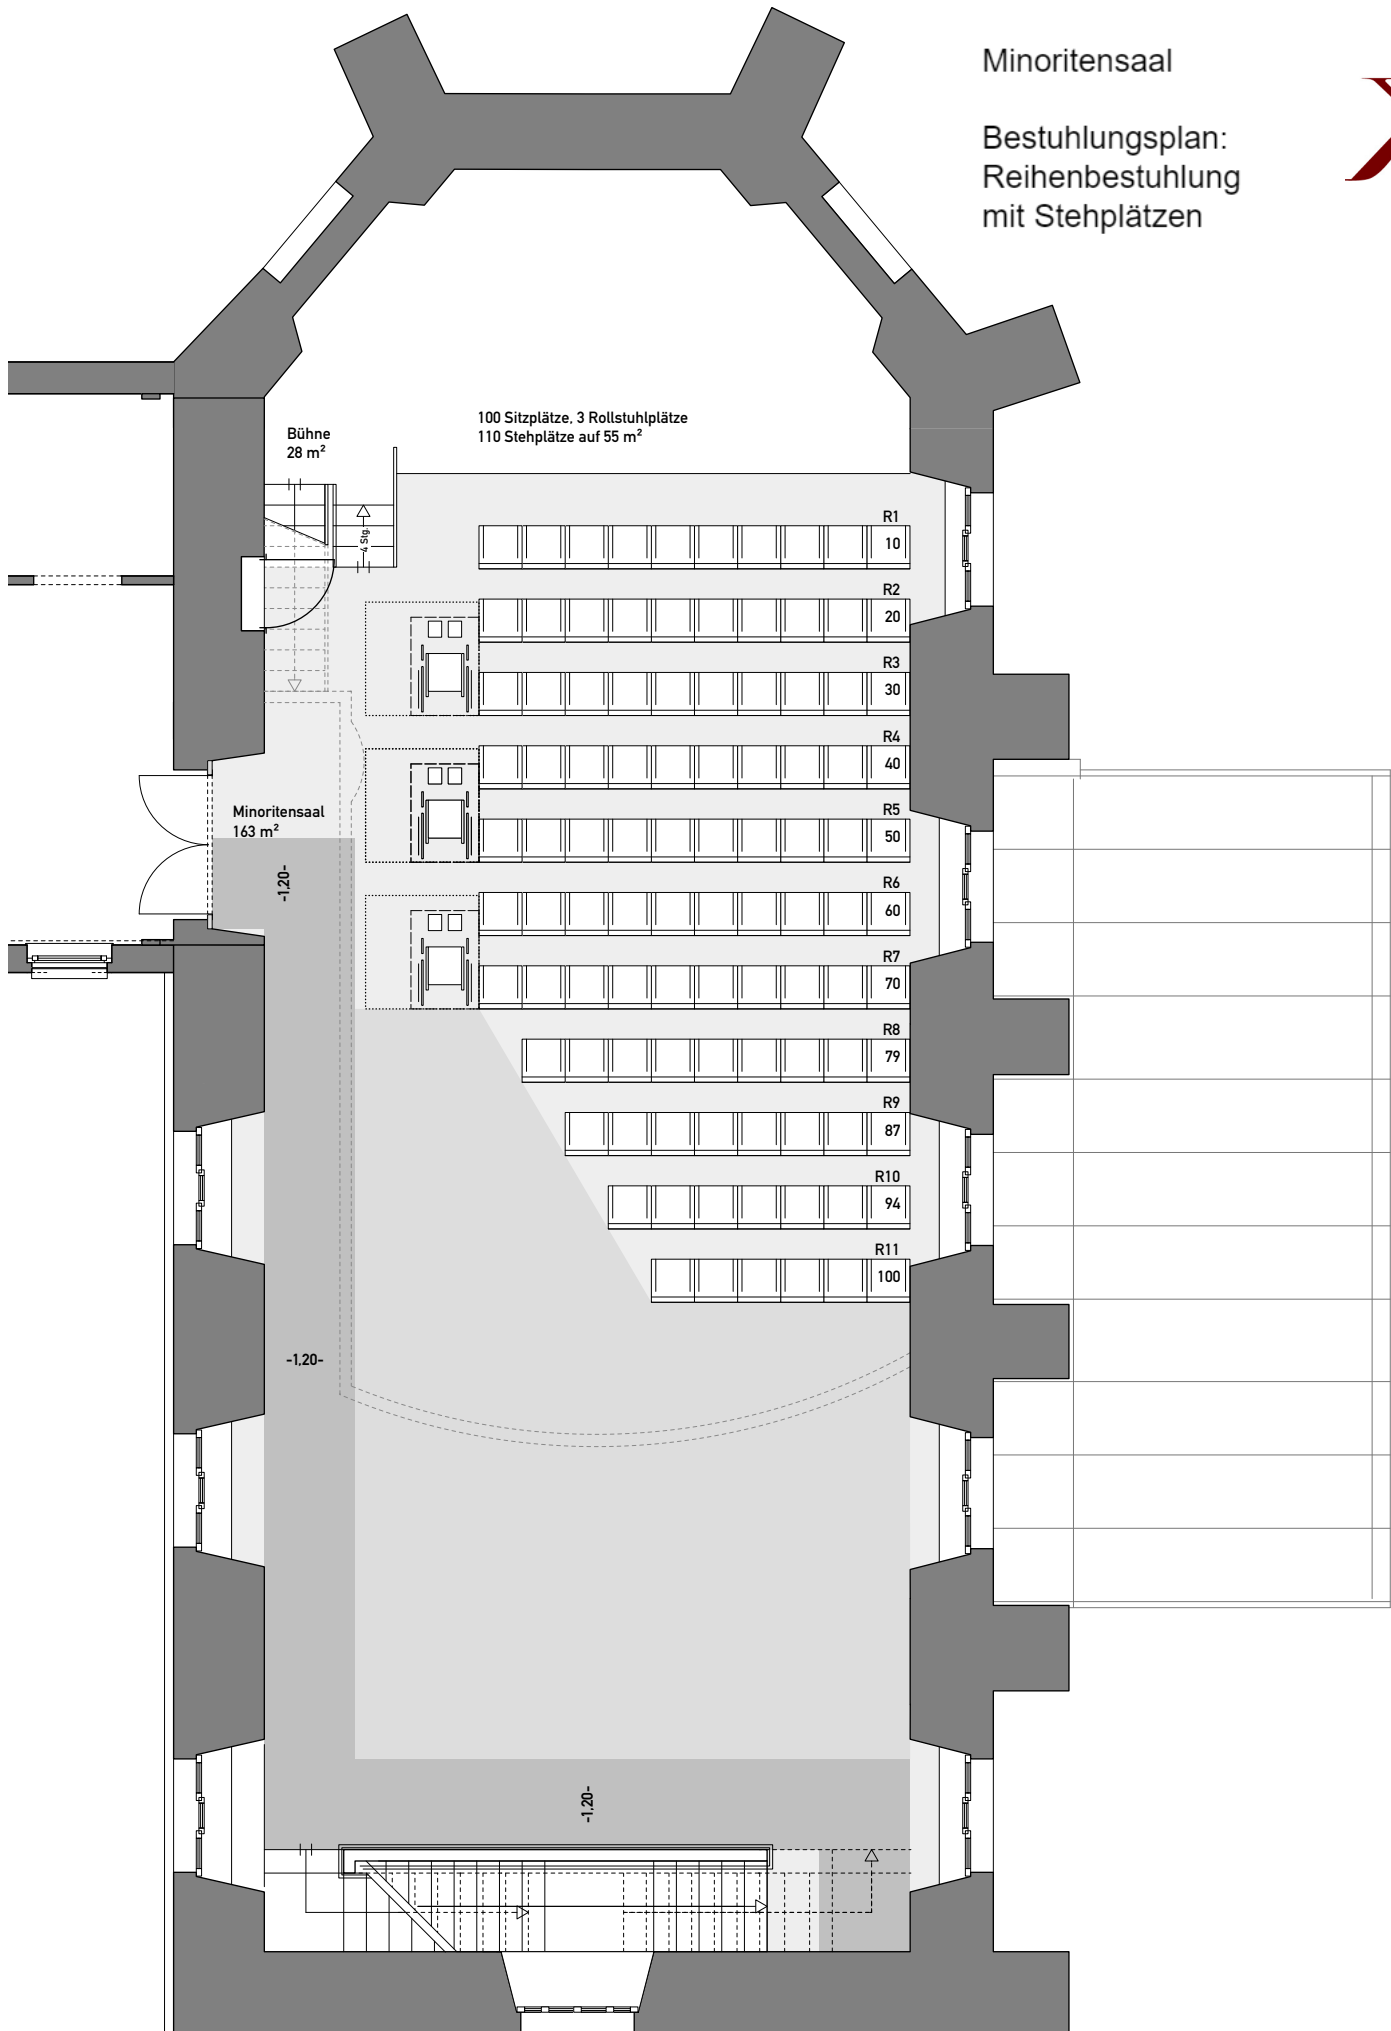 Minoritensaal
Bestuhlungsplan:
Reihenbestuhlung
mit Stehplätzen
100 Sitzplätze, 3 Rollstuhlplätze
110 Stehplätze auf 55 m²
Bühne
28 m²
4 Stg.
R1
10
R2
20
R3
30
R4
40
R5
50
R6
60
R7
70
R8
79
R9
87
R10
94
R11
100
Minoritensaal
163 m²
-1,20-
-1,20-
-1,20-